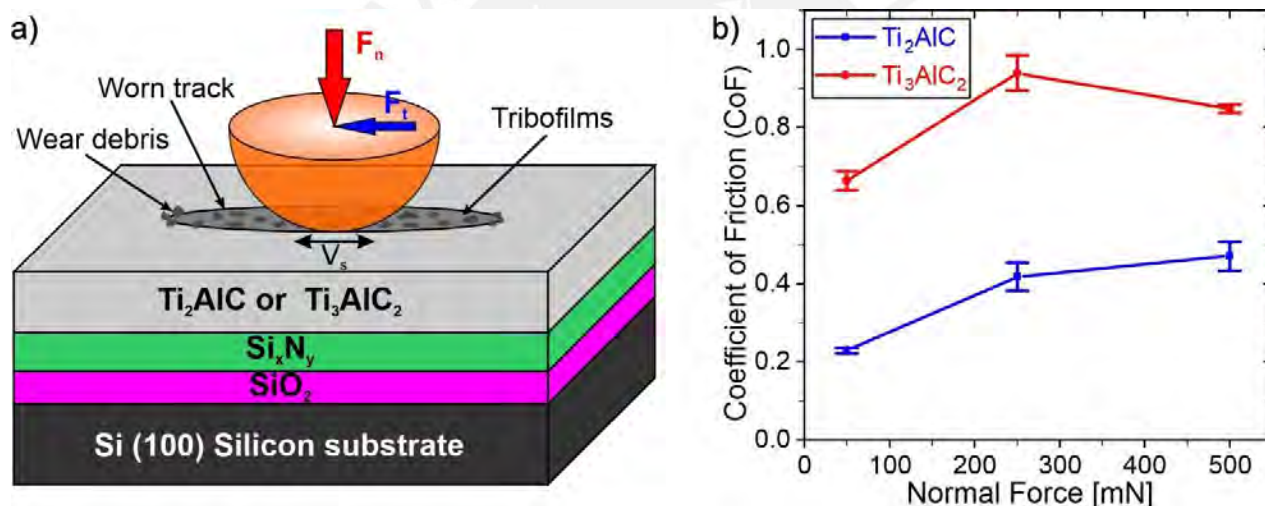 a)
Fₙ
Worn track
Fₜ
Tribofilms
Wear debris
Vₛ
Ti₂AlC or Ti₃AlC₂
SiₓNᵧ
SiO₂
Si (100) Silicon substrate
b)
Ti₂AlC
Ti₃AlC₂
Coefficient of Friction (CoF)
1.0
0.8
0.6
0.4
0.2
0.0
0 100 200 300 400 500
Normal Force [mN]